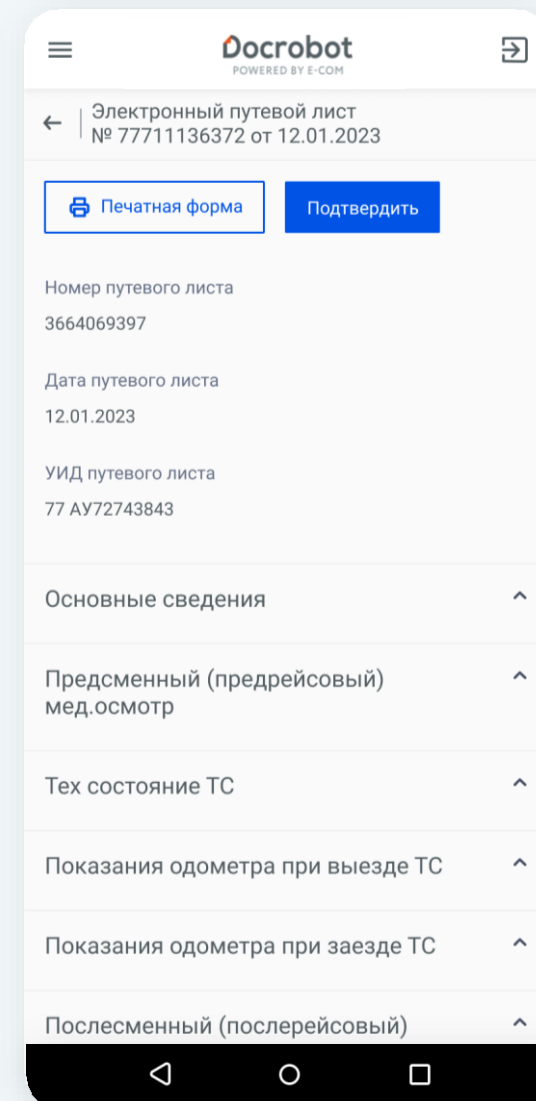 Docrobot
POWERED BY E-COM
Электронный путевой лист
№ 77711136372 от 12.01.2023
Печатная форма
Подтвердить
Номер путевого листа
3664069397
Дата путевого листа
12.01.2023
УИД путевого листа
77 АУ72743843
Основные сведения
Предсменный (предрейсовый)
мед.осмотр
Тех состояние ТС
Показания одометра при выезде ТС
Показания одометра при заезде ТС
Послесменный (послерейсовый)